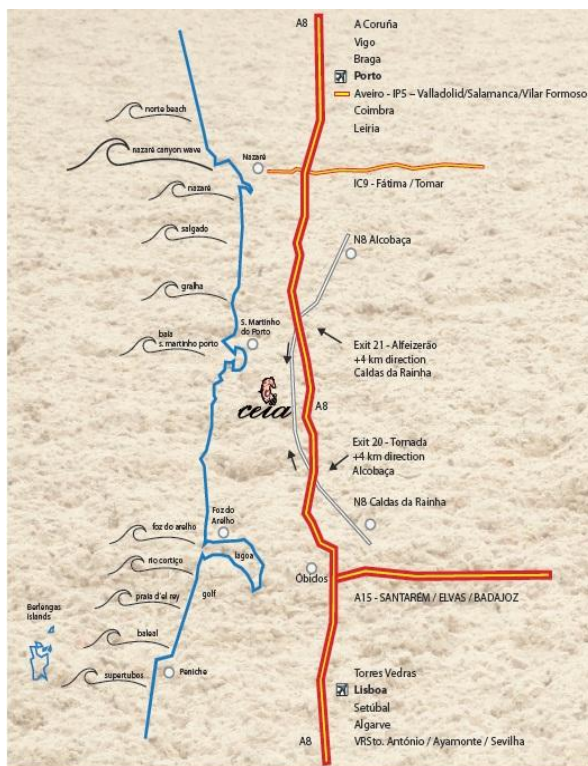 A8
A Coruña
Vigo
Braga
Porto
Aveiro - IP5 – Valladolid/Salamanca/Vilar Formoso
Coimbra
Leiria
norte beach
nazaré canyon wave
Nazaré
IC9 - Fátima / Tomar
nazaré
salgado
N8 Alcobaça
gralha
S. Martinho
do Porto
baía
s. martinho porto
Exit 21 - Alfeizerão
+4 km direction
Caldas da Rainha
ceia
A8
Exit 20 - Tornada
+4 km direction
Alcobaça
N8 Caldas da Rainha
Foz do
Arelho
foz do arelho
lagoa
rio cortiço
Óbidos
golf
praia d'el rey
A15 - SANTARÉM / ELVAS / BADAJOZ
Berlengas
islands
baleal
Peniche
supertubos
Torres Vedras
Lisboa
Setúbal
Algarve
A8
VRSto. António / Ayamonte / Sevilha